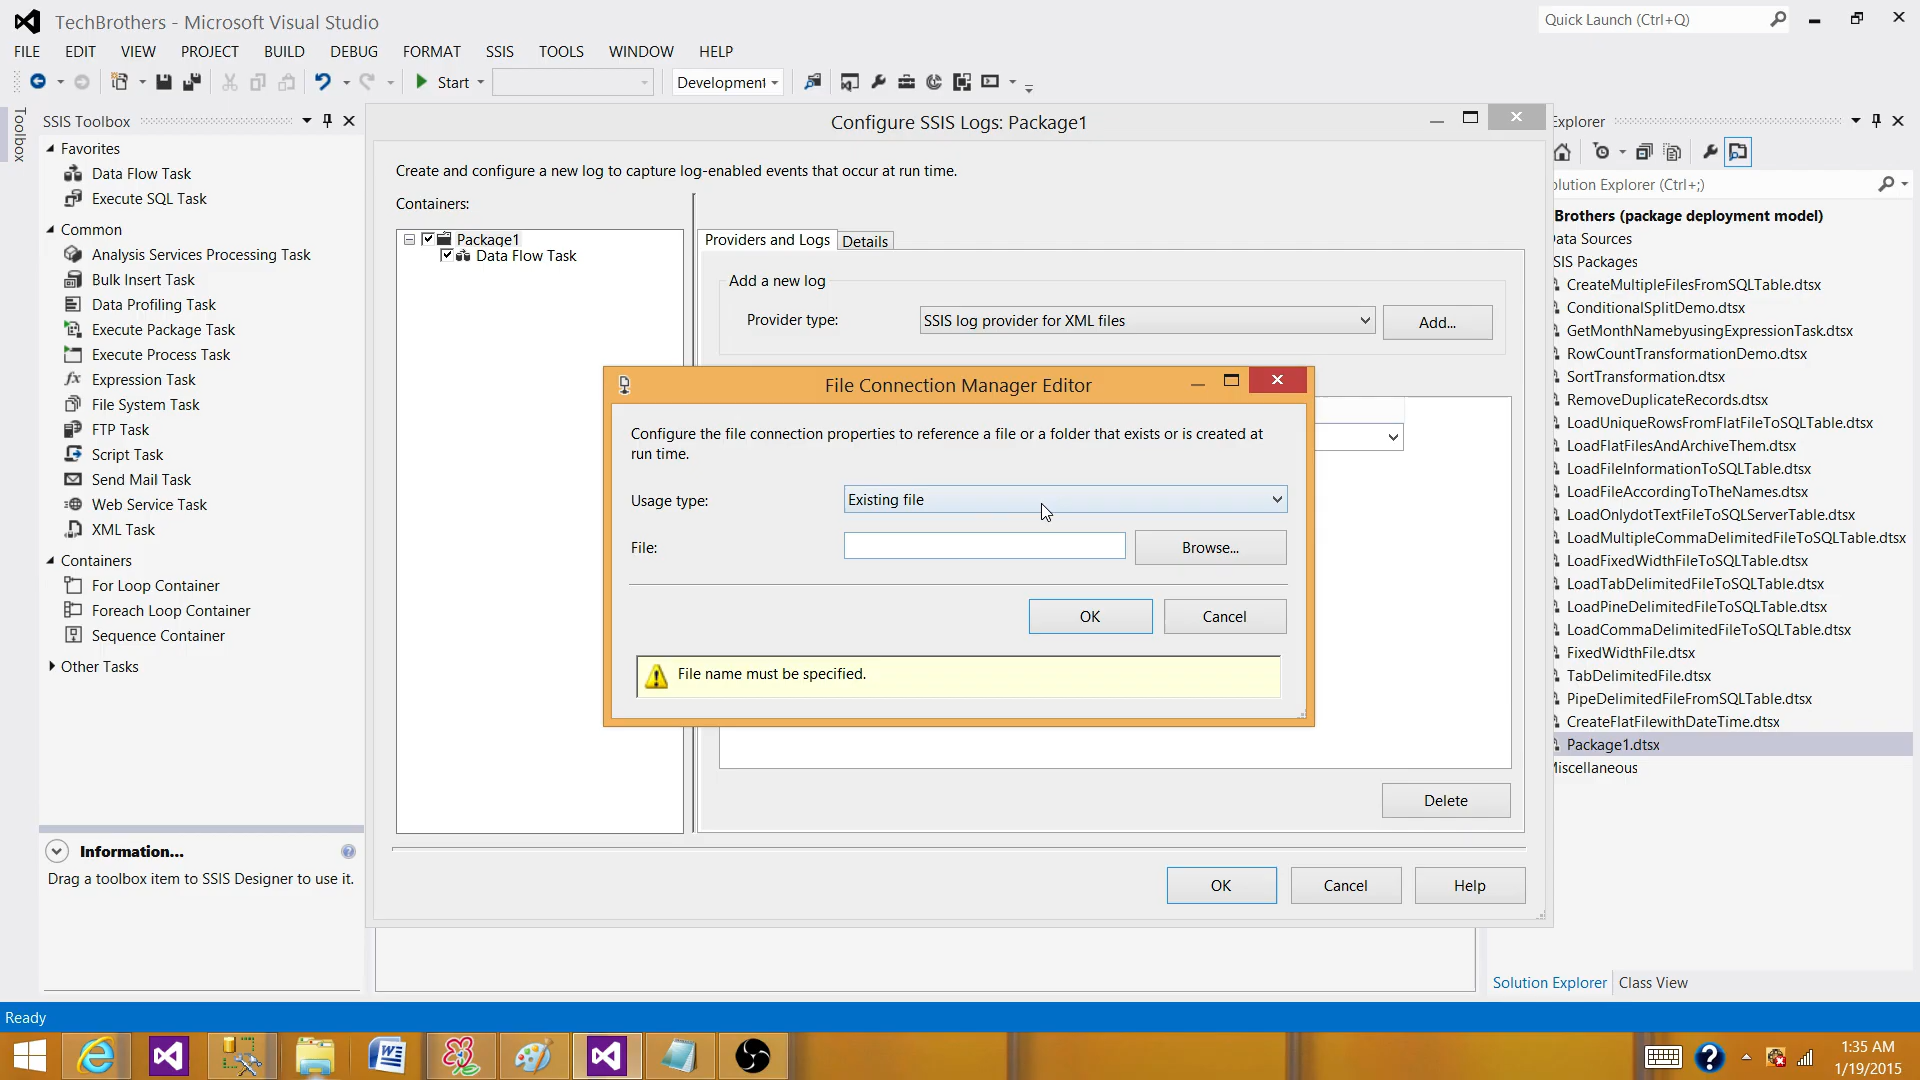 TechBrothers - Microsoft Visual Studio
Quick Launch (Ctrl+Q)
FILE EDIT VIEW PROJECT BUILD DEBUG FORMAT SSIS TOOLS WINDOW HELP
Start
Development
Toolbox
SSIS Toolbox
Favorites
Data Flow Task
Execute SQL Task
Common
Analysis Services Processing Task
Bulk Insert Task
Data Profiling Task
Execute Package Task
Execute Process Task
Expression Task
File System Task
FTP Task
Script Task
Send Mail Task
Web Service Task
XML Task
Containers
For Loop Container
Foreach Loop Container
Sequence Container
Other Tasks
Information...
Drag a toolbox item to SSIS Designer to use it.
Configure SSIS Logs: Package1
Create and configure a new log to capture log-enabled events that occur at run time.
Containers:
Package1
Data Flow Task
Providers and Logs
Details
Add a new log
Provider type:
SSIS log provider for XML files
Add...
File Connection Manager Editor
Configure the file connection properties to reference a file or a folder that exists or is created at
run time.
Usage type:
Existing file
File:
Browse...
OK
Cancel
File name must be specified.
Delete
OK
Cancel
Help
Explorer
olution Explorer (Ctrl+;)
Brothers (package deployment model)
ata Sources
SIS Packages
CreateMultipleFilesFromSQLTable.dtsx
ConditionalSplitDemo.dtsx
GetMonthNamebyusingExpressionTask.dtsx
RowCountTransformationDemo.dtsx
SortTransformation.dtsx
RemoveDuplicateRecords.dtsx
LoadUniqueRowsFromFlatFileToSQLTable.dtsx
LoadFlatFilesAndArchiveThem.dtsx
LoadFileInformationToSQLTable.dtsx
LoadFileAccordingToTheNames.dtsx
LoadOnlydotTextFileToSQLServerTable.dtsx
LoadMultipleCommaDelimitedFileToSQLTable.dtsx
LoadFixedWidthFileToSQLTable.dtsx
LoadTabDelimitedFileToSQLTable.dtsx
LoadPineDelimitedFileToSQLTable.dtsx
LoadCommaDelimitedFileToSQLTable.dtsx
FixedWidthFile.dtsx
TabDelimitedFile.dtsx
PipeDelimitedFileFromSQLTable.dtsx
CreateFlatFilewithDateTime.dtsx
Package1.dtsx
Miscellaneous
Solution Explorer
Class View
Ready
1:35 AM
1/19/2015